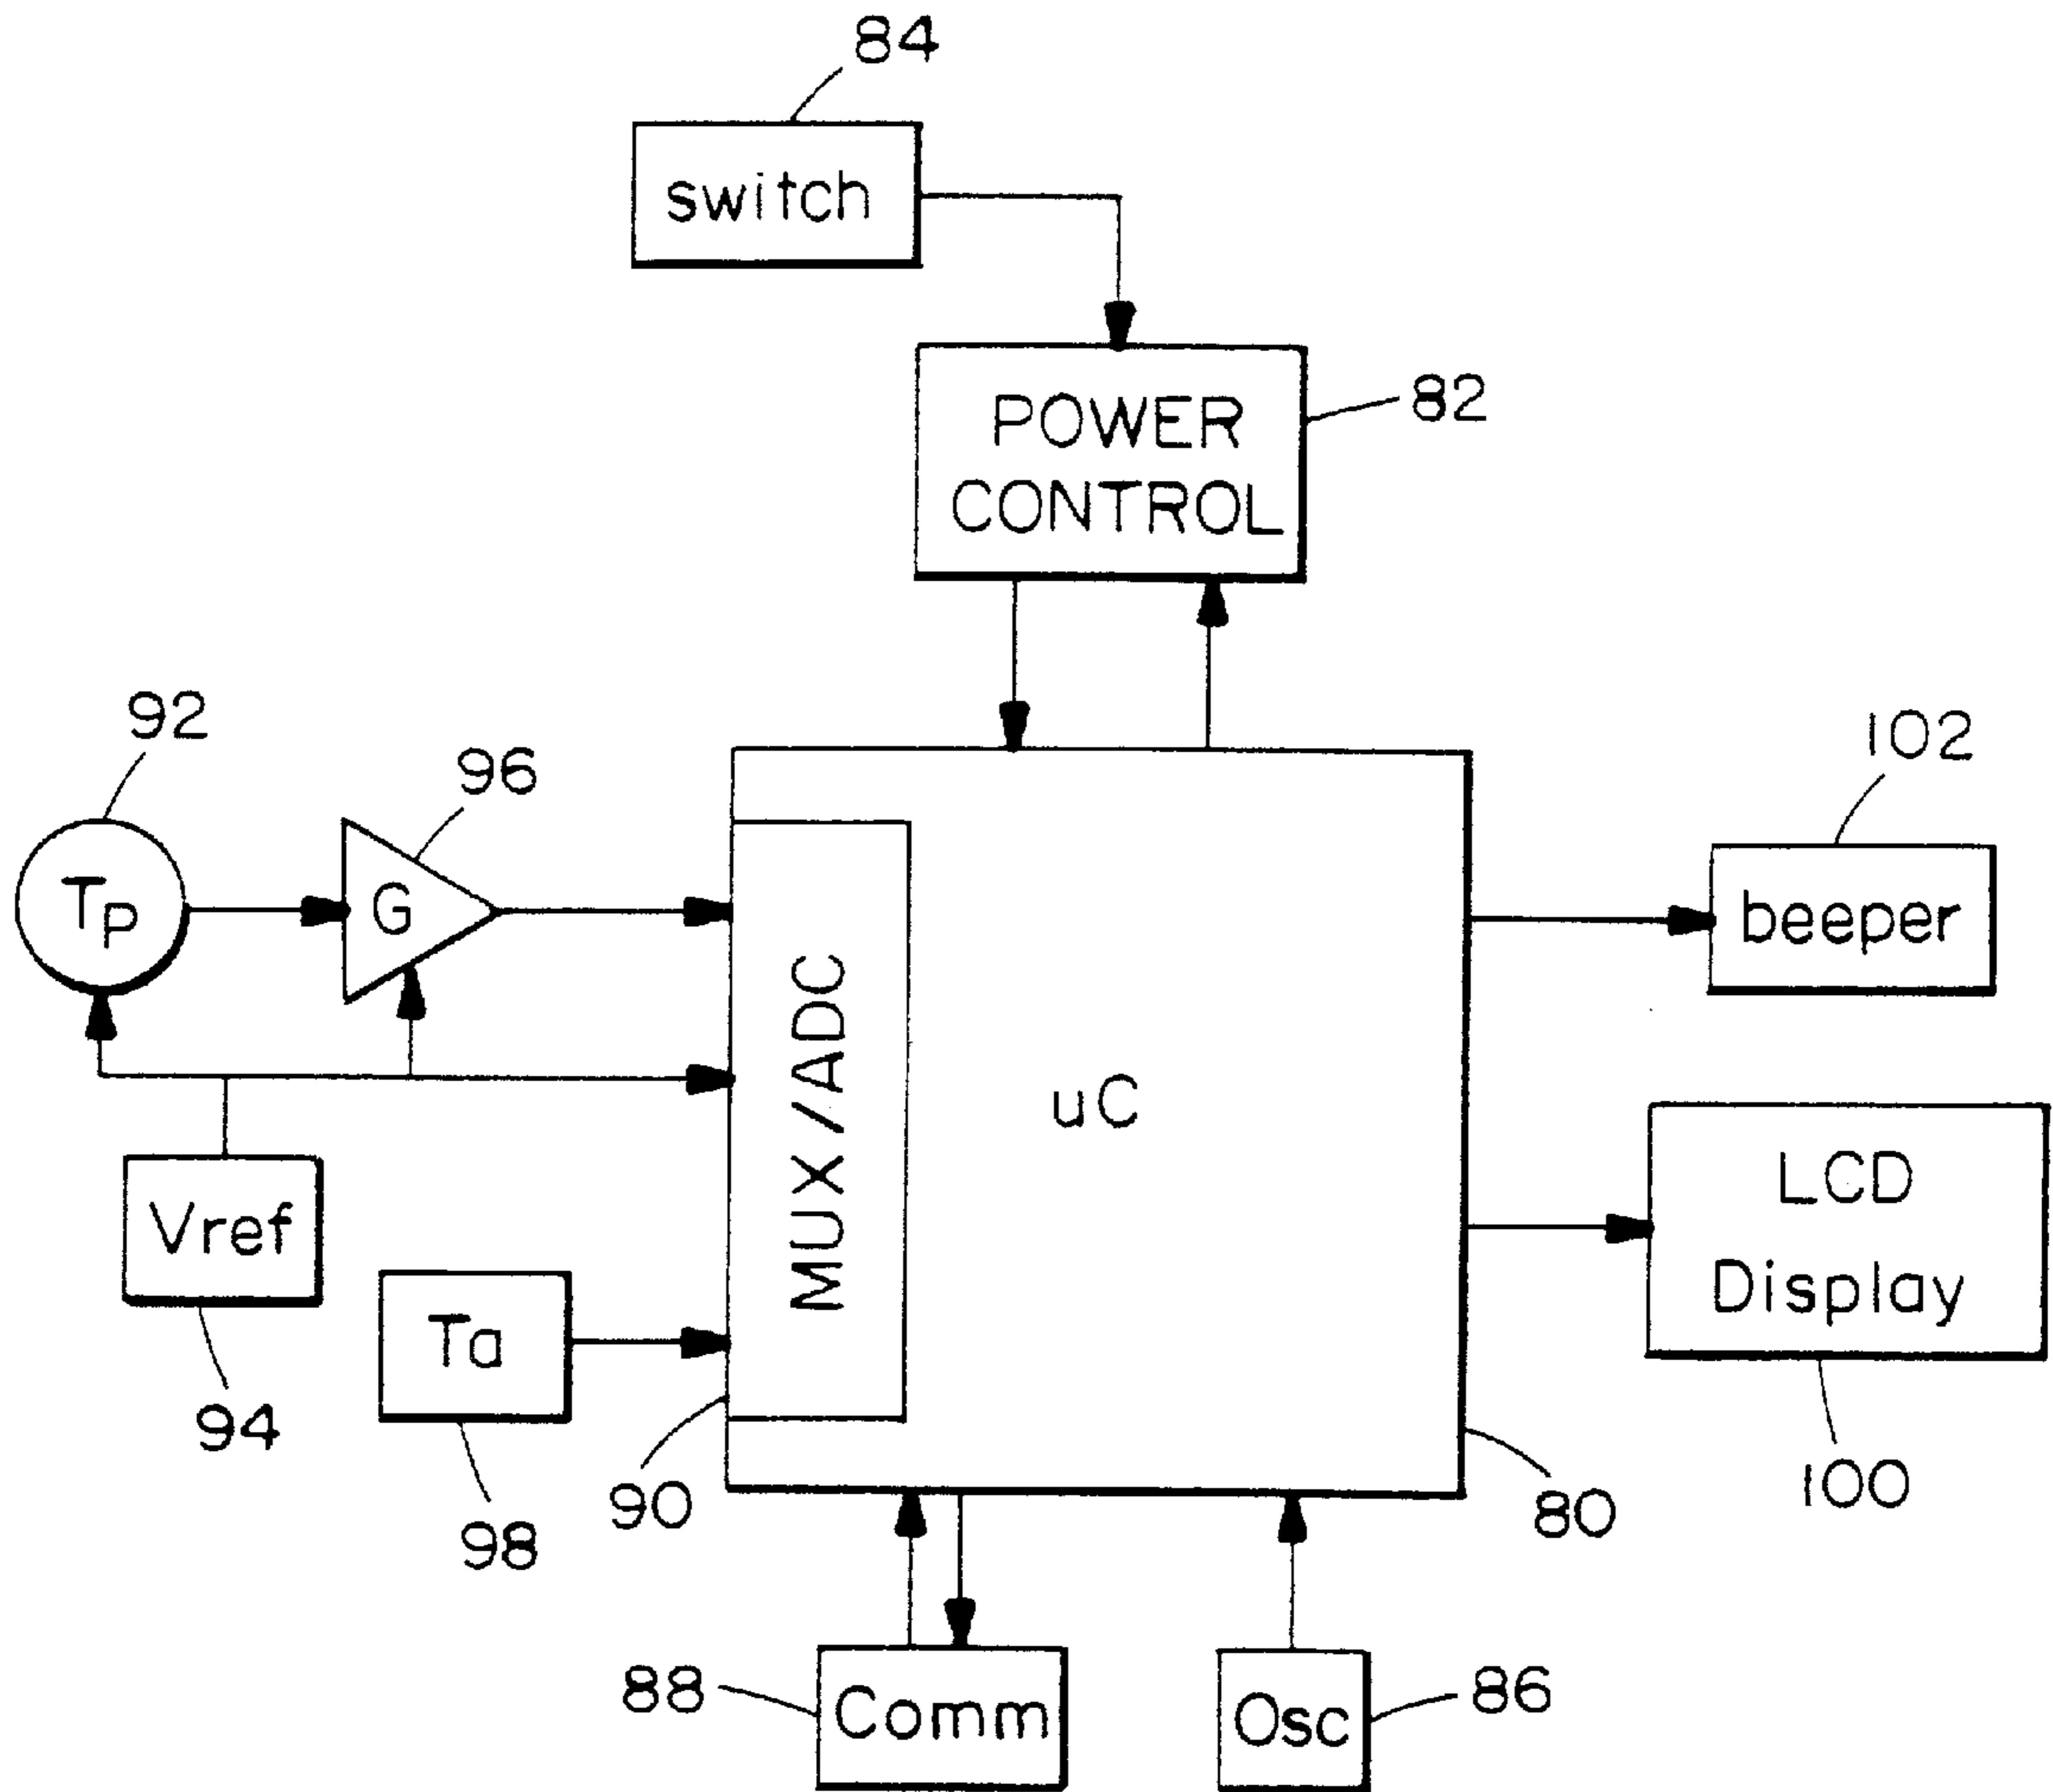 84
switch
POWER
CONTROL
82
92
96
102
Tp
G
beeper
MUX/ADC
uC
Vref
LCD
Display
Ta
94
98
90
80
100
88
Comm
Osc
86